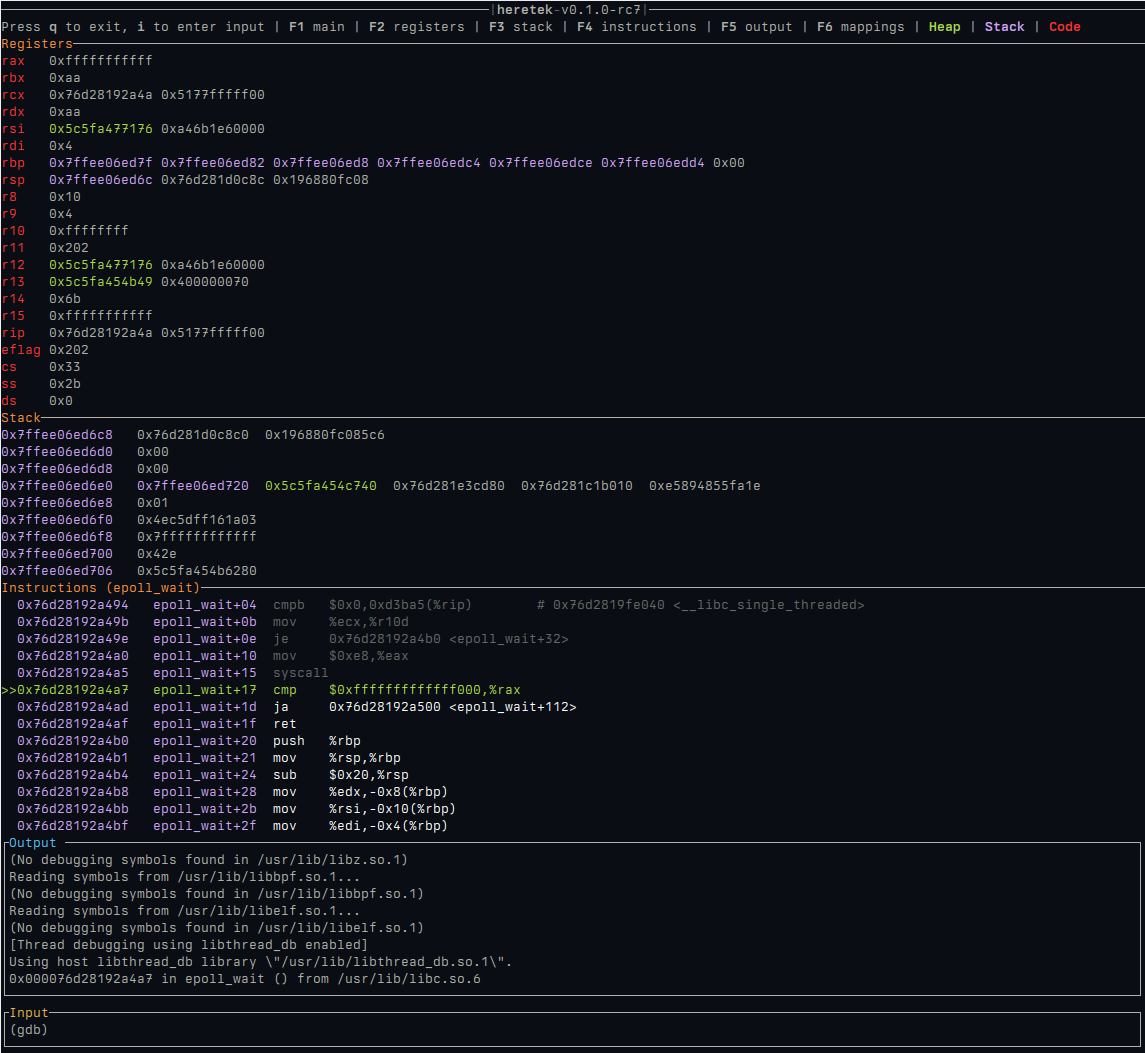 |heretek-v0.1.0-rc7|
Press q to exit, i to enter input | F1 main | F2 registers | F3 stack | F4 instructions | F5 output | F6 mappings | Heap | Stack | Code
Registers
rax 0xfffffffffff
rbx 0xaa
rcx 0x76d28192a4a 0x5177fffff00
rdx 0xaa
rsi 0x5c5fa477176 0xa46b1e60000
rdi 0x4
rbp 0x7ffee06ed7f 0x7ffee06ed82 0x7ffee06ed8 0x7ffee06edc4 0x7ffee06edce 0x7ffee06edd4 0x00
rsp 0x7ffee06ed6c 0x76d281d0c8c 0x196880fc08
r8 0x10
r9 0x4
r10 0xffffffff
r11 0x202
r12 0x5c5fa477176 0xa46b1e60000
r13 0x5c5fa454b49 0x400000070
r14 0x6b
r15 0xfffffffffff
rip 0x76d28192a4a 0x5177fffff00
eflag 0x202
cs 0x33
ss 0x2b
ds 0x0
Stack
0x7ffee06ed6c8 0x76d281d0c8c0 0x196880fc085c6
0x7ffee06ed6d0 0x00
0x7ffee06ed6d8 0x00
0x7ffee06ed6e0 0x7ffee06ed720 0x5c5fa454c740 0x76d281e3cd80 0x76d281c1b010 0xe5894855fa1e
0x7ffee06ed6e8 0x01
0x7ffee06ed6f0 0x4ec5dff161a03
0x7ffee06ed6f8 0x7fffffffffff
0x7ffee06ed700 0x42e
0x7ffee06ed706 0x5c5fa454b6280
Instructions (epoll_wait)
0x76d28192a494 epoll_wait+04 cmpb $0x0,0xd3ba5(%rip) # 0x76d2819fe040 <__libc_single_threaded>
0x76d28192a49b epoll_wait+0b mov %ecx,%r10d
0x76d28192a49e epoll_wait+0e je 0x76d28192a4b0 <epoll_wait+32>
0x76d28192a4a0 epoll_wait+10 mov $0xe8,%eax
0x76d28192a4a5 epoll_wait+15 syscall
>>0x76d28192a4a7 epoll_wait+17 cmp $0xfffffffffffff000,%rax
0x76d28192a4ad epoll_wait+1d ja 0x76d28192a500 <epoll_wait+112>
0x76d28192a4af epoll_wait+1f ret
0x76d28192a4b0 epoll_wait+20 push %rbp
0x76d28192a4b1 epoll_wait+21 mov %rsp,%rbp
0x76d28192a4b4 epoll_wait+24 sub $0x20,%rsp
0x76d28192a4b8 epoll_wait+28 mov %edx,-0x8(%rbp)
0x76d28192a4bb epoll_wait+2b mov %rsi,-0x10(%rbp)
0x76d28192a4bf epoll_wait+2f mov %edi,-0x4(%rbp)
Output
(No debugging symbols found in /usr/lib/libz.so.1)
Reading symbols from /usr/lib/libbpf.so.1...
(No debugging symbols found in /usr/lib/libbpf.so.1)
Reading symbols from /usr/lib/libelf.so.1...
(No debugging symbols found in /usr/lib/libelf.so.1)
[Thread debugging using libthread_db enabled]
Using host libthread_db library \"/usr/lib/libthread_db.so.1\".
0x000076d28192a4a7 in epoll_wait () from /usr/lib/libc.so.6
Input
(gdb)